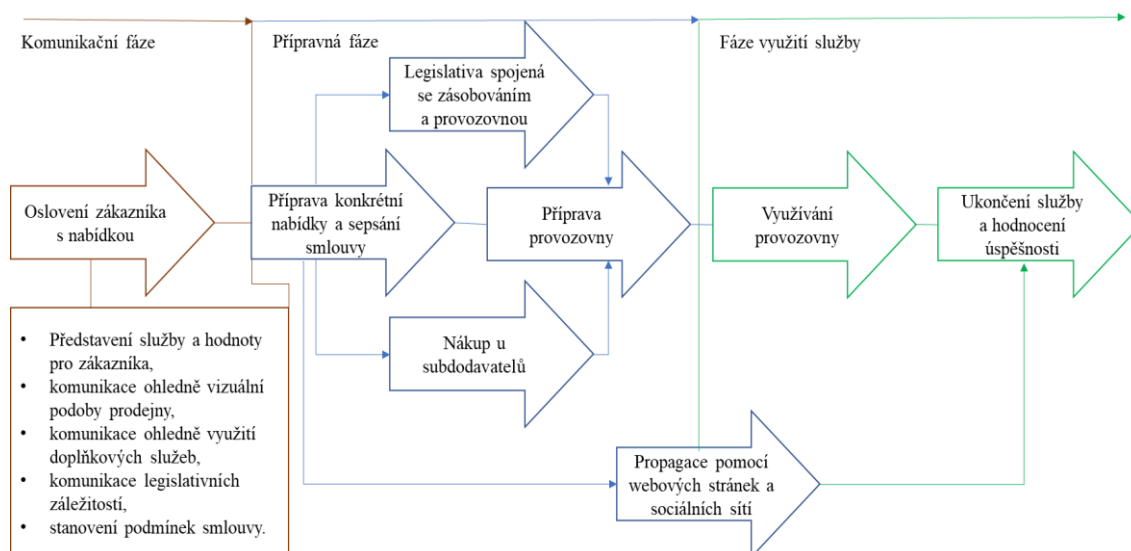 Komunikační fáze
Přípravná fáze
Fáze využití služby
Legislativa spojená
se zásobováním
a provozovnou
Oslovení zákazníka
s nabídkou
Příprava konkrétní
nabídky a sepsání
smlouvy
Příprava
provozovny
Využívání
provozovny
Ukončení služby
a hodnocení
úspěšnosti
• Představení služby a hodnoty
pro zákazníka,
• komunikace ohledně vizuální
podoby prodejny,
• komunikace ohledně využití
doplňkových služeb,
• komunikace legislativních
záležitostí,
• stanovení podmínek smlouvy.
Nákup u
subdodavatelů
Propagace pomocí
webových stránek a
sociálních sítí